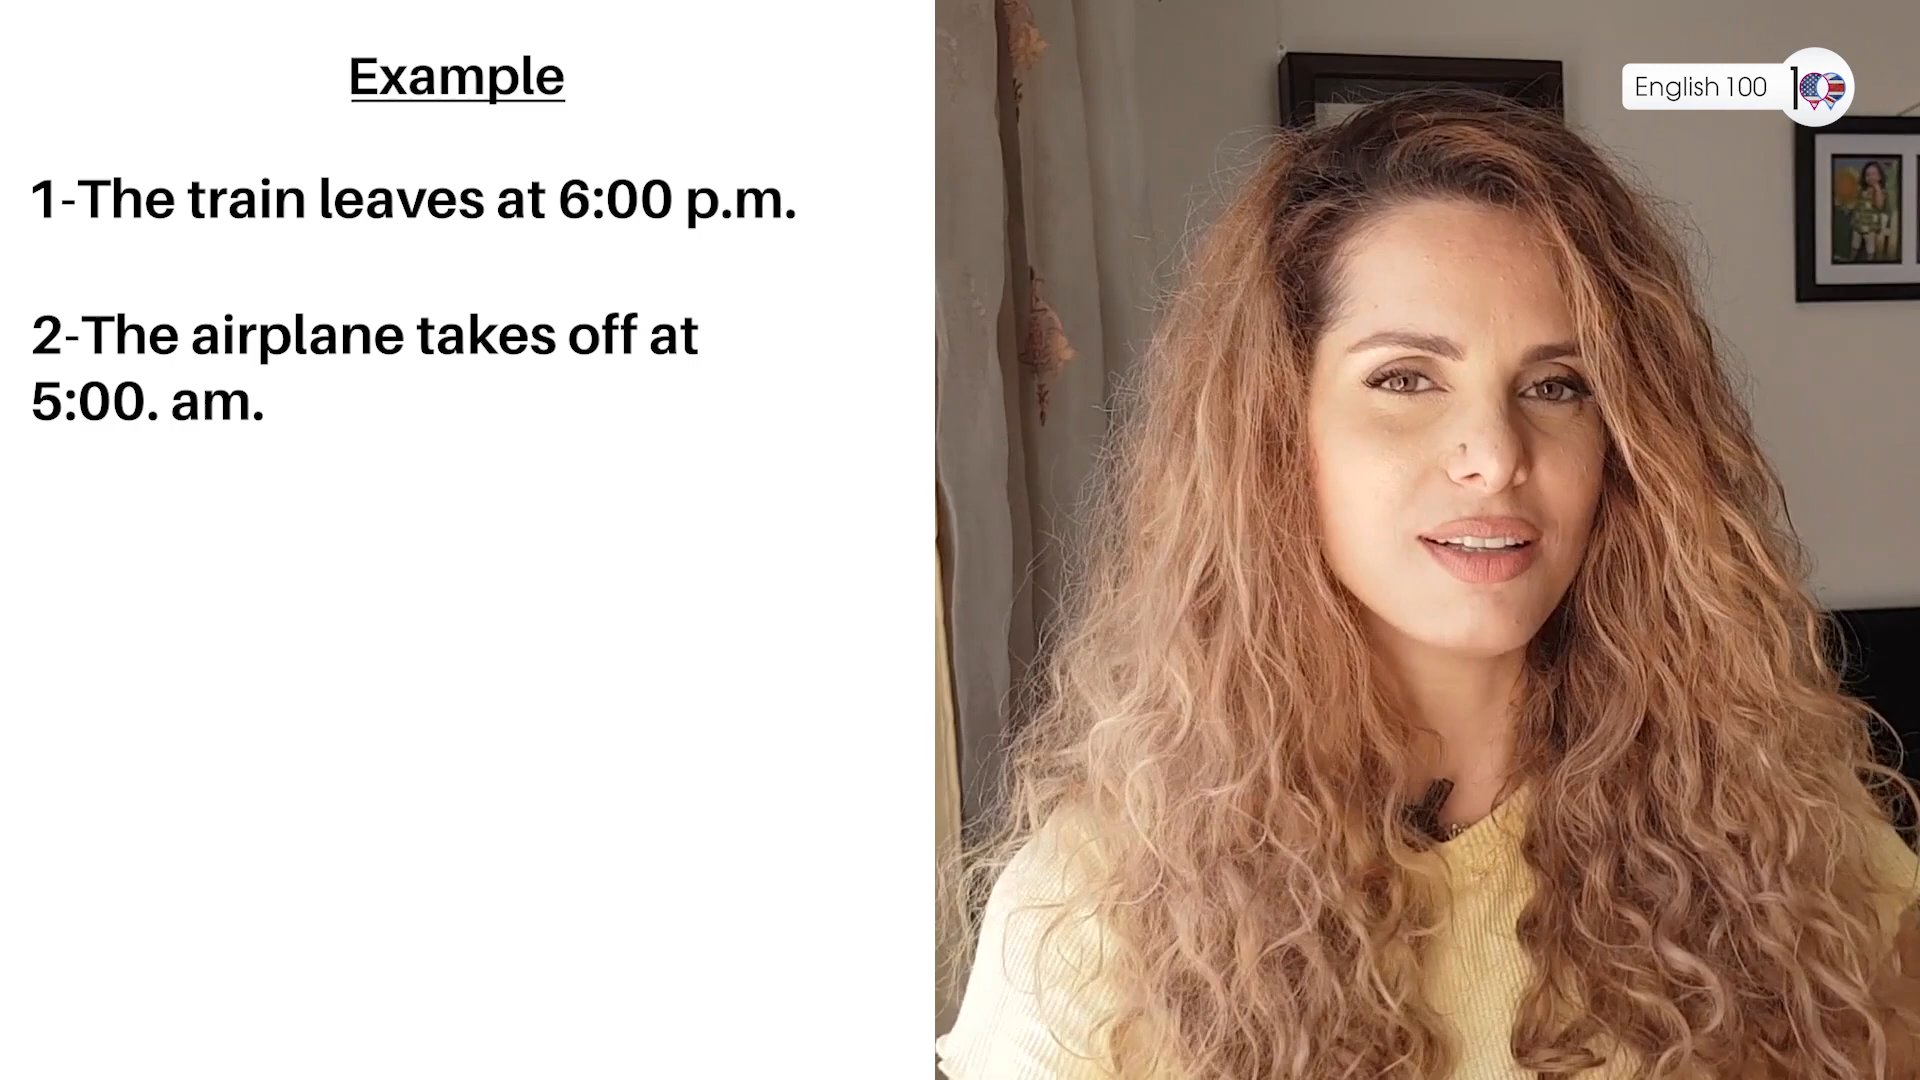 Example
English 100
1-The train leaves at 6:00 p.m.
2-The airplane takes off at
5:00. am.